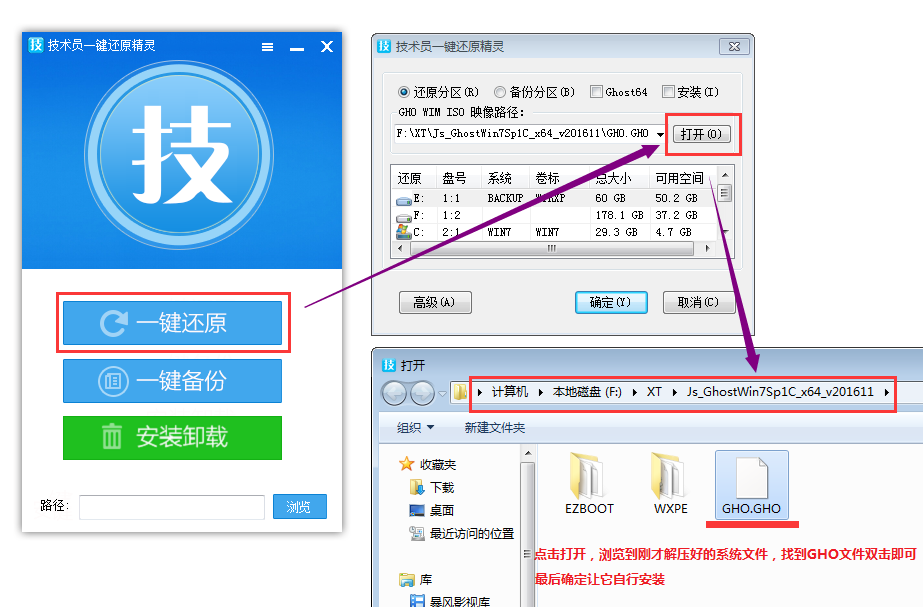 技术员一键还原精灵
技
一键还原
一键备份
安装卸载
路径:
浏览
技术员一键还原精灵
还原分区(R) 备份分区(B) Ghost64 安装(I)
GHO WIM ISO 映像路径:
F:\XT\Js_GhostWin7Sp1C_x64_v201611\GHO.GHO 打开(O)
还原 盘号 系统 卷标 总大小 可用空间
E: 1:1 BACKUP 60 GB 50.2 GB
F: 1:2 178.1 GB 37.2 GB
C: 2:1 WIN7 WIN7 29.3 GB 4.7 GB
高级(A) 确定(Y) 取消(C)
打开
计算机 本地磁盘 (F:) XT Js_GhostWin7Sp1C_x64_v201611
组织 新建文件夹
收藏夹
下载
桌面
最近访问的位置
库
暴风影视库
EZBOOT WXPE GHO.GHO
点击打开，浏览到刚才解压好的系统文件，找到GHO文件双击即可
最后确定让它自行安装